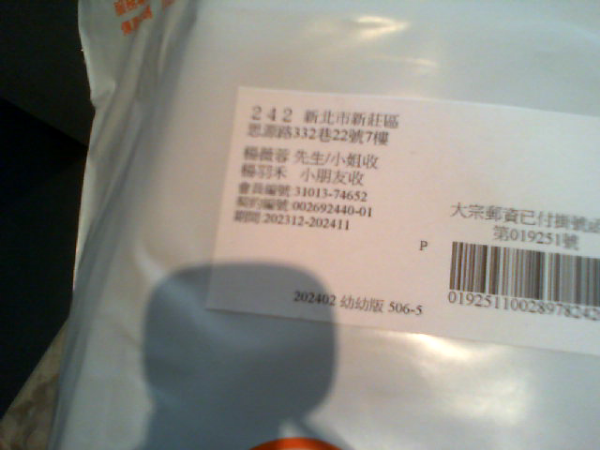 242 新北市新莊區
思源路332巷22號7樓
楊薇蓉 先生/小姐收
楊羽禾 小朋友收
會員編號:31013-74652
契約編號:002692440-01
期間:202312-202411
大宗郵資已付掛號函
第019251號
P
202402 幼幼版 506-5